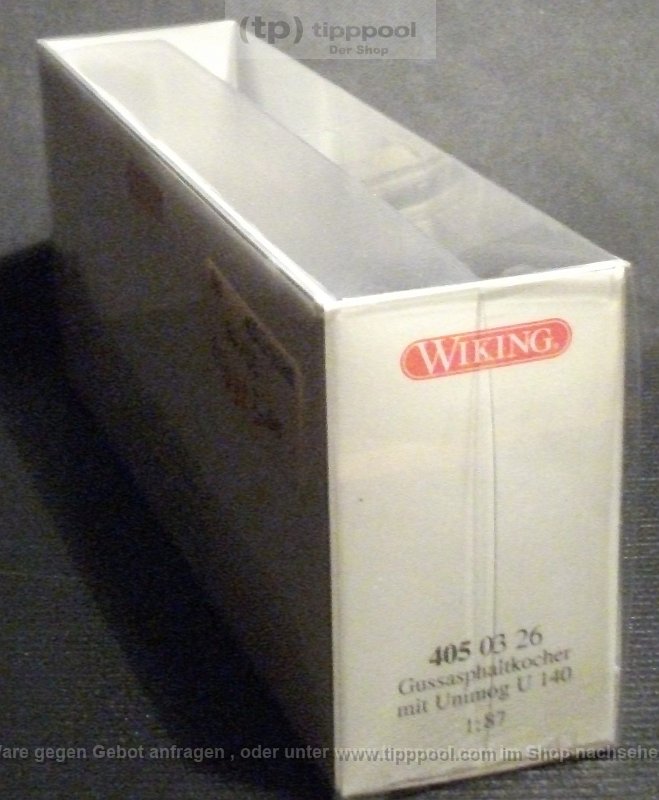 (tp) tipppool
Der Shop
WIKING®
405 03 26
Gussasphaltkocher
mit Unimog U 140
1:87
Ware gegen Gebot anfragen , oder unter www.tipppool.com im Shop nachsehe